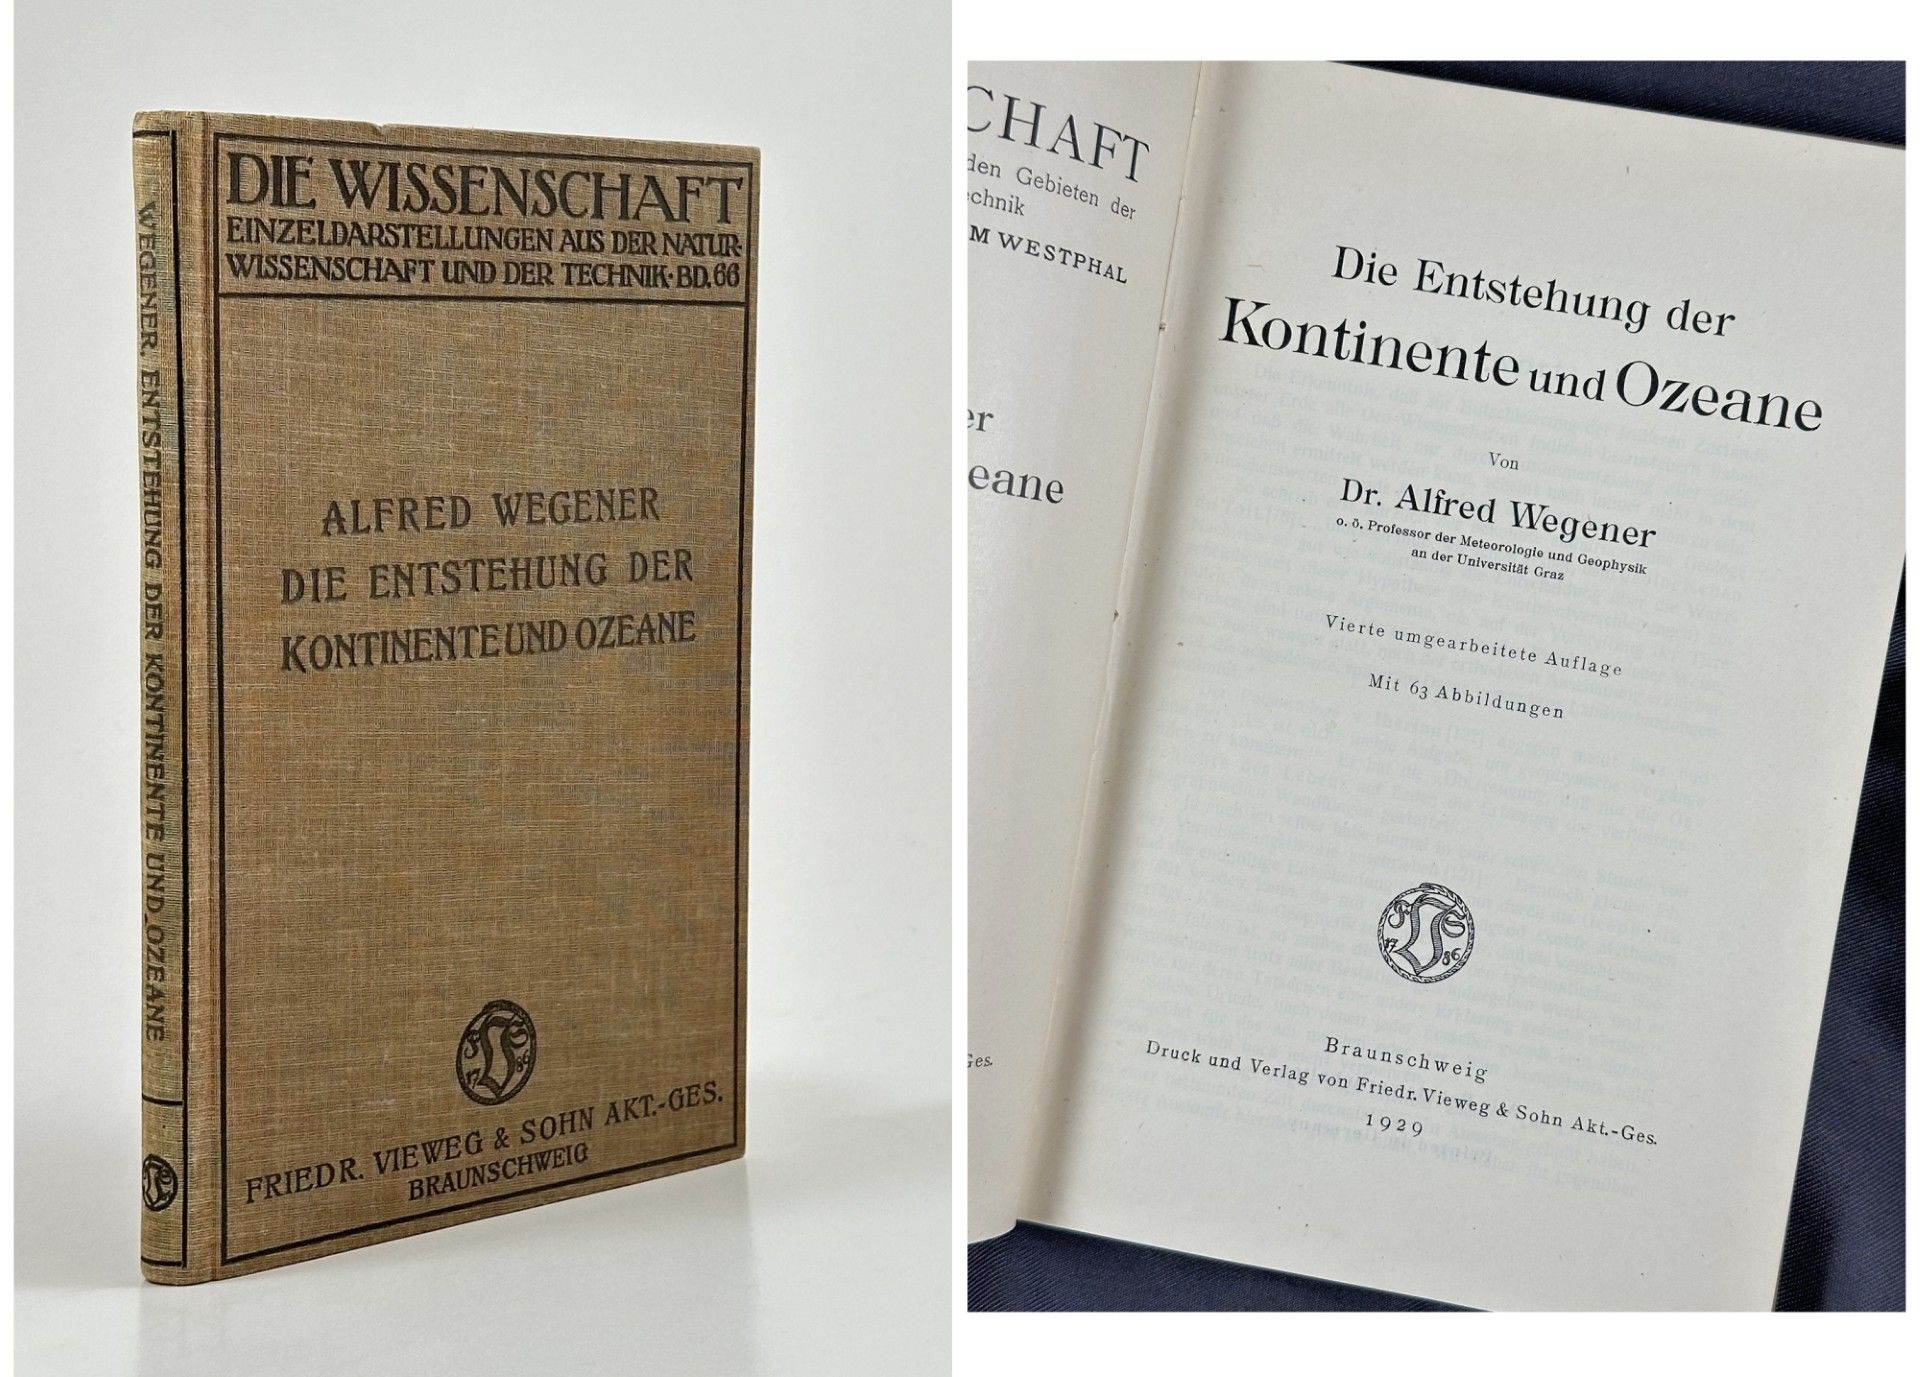 DIE WISSENSCHAFT
EINZELDARSTELLUNGEN AUS DER NATUR-
WISSENSCHAFT UND DER TECHNIK · BD. 66
ALFRED WEGENER
DIE ENTSTEHUNG DER
KONTINENTE UND OZEANE
17 86
FRIEDR. VIEWEG & SOHN AKT.-GES.
BRAUNSCHWEIG
WEGENER, ENTSTEHUNG DER KONTINENTE UND OZEANE
CHAFT
den Gebieten der
echnik
M WESTPHAL
er
eane
Ges.
Die Entstehung der
Kontinente und Ozeane
Von
Dr. Alfred Wegener
o. ö. Professor der Meteorologie und Geophysik
an der Universität Graz
Vierte umgearbeitete Auflage
Mit 63 Abbildungen
F V S
17 86
Braunschweig
Druck und Verlag von Friedr. Vieweg & Sohn Akt.-Ges.
1929